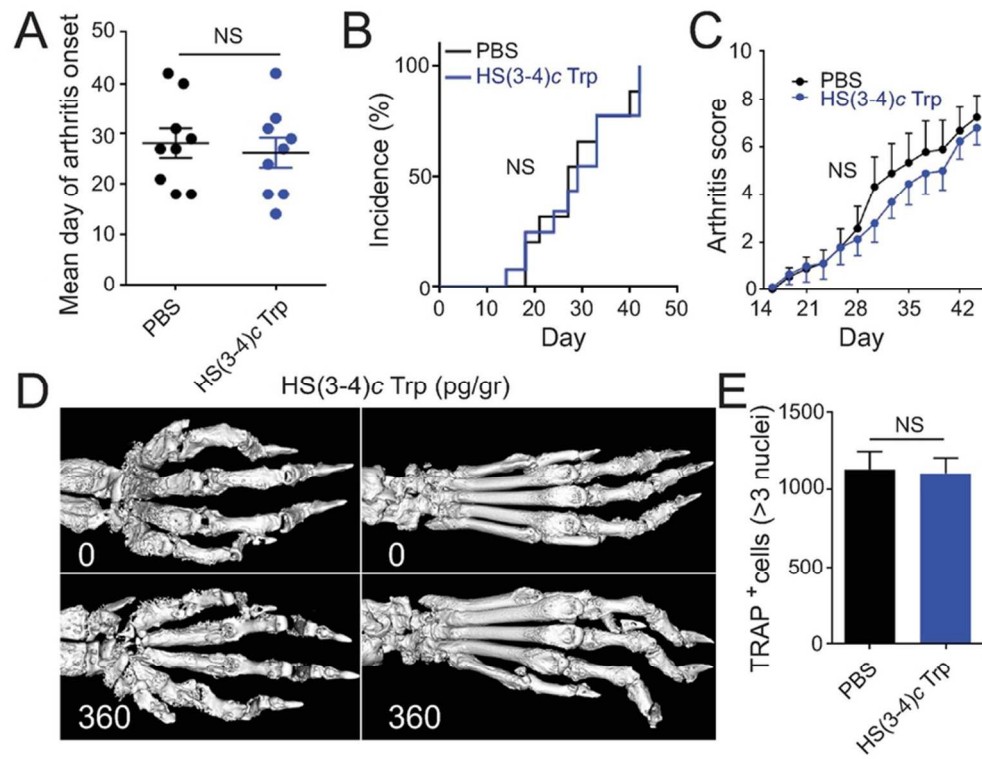 A
Mean day of arthritis onset
50
40
30
20
10
0
NS
PBS
HS(3-4)c Trp
B
Incidence (%)
100
50
0
PBS
HS(3-4)c Trp
NS
0 10 20 30 40 50
Day
C
Arthritis score
10
8
6
4
2
0
PBS
HS(3-4)c Trp
NS
14 21 28 35 42
Day
D
HS(3-4)c Trp (pg/gr)
0
0
360
360
E
TRAP + cells (>3 nuclei)
1500
1000
500
0
NS
PBS
HS(3-4)c Trp